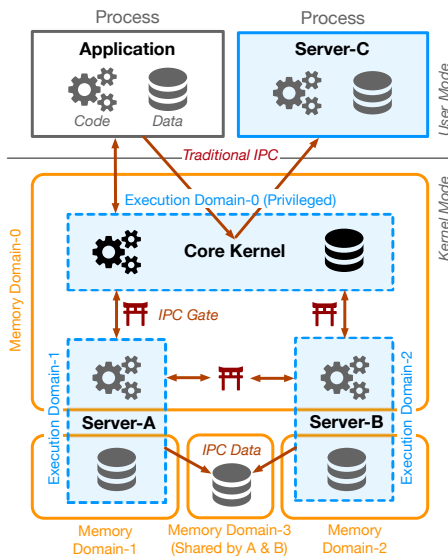 Process
Process
Application
Server-C
Code
Data
User Mode
Traditional IPC
Kernel Mode
Execution Domain-0 (Privileged)
Core Kernel
Memory Domain-0
IPC Gate
Execution Domain-1
Execution Domain-2
Server-A
Server-B
IPC Data
Memory
Domain-1
Memory Domain-3
(Shared by A & B)
Memory
Domain-2